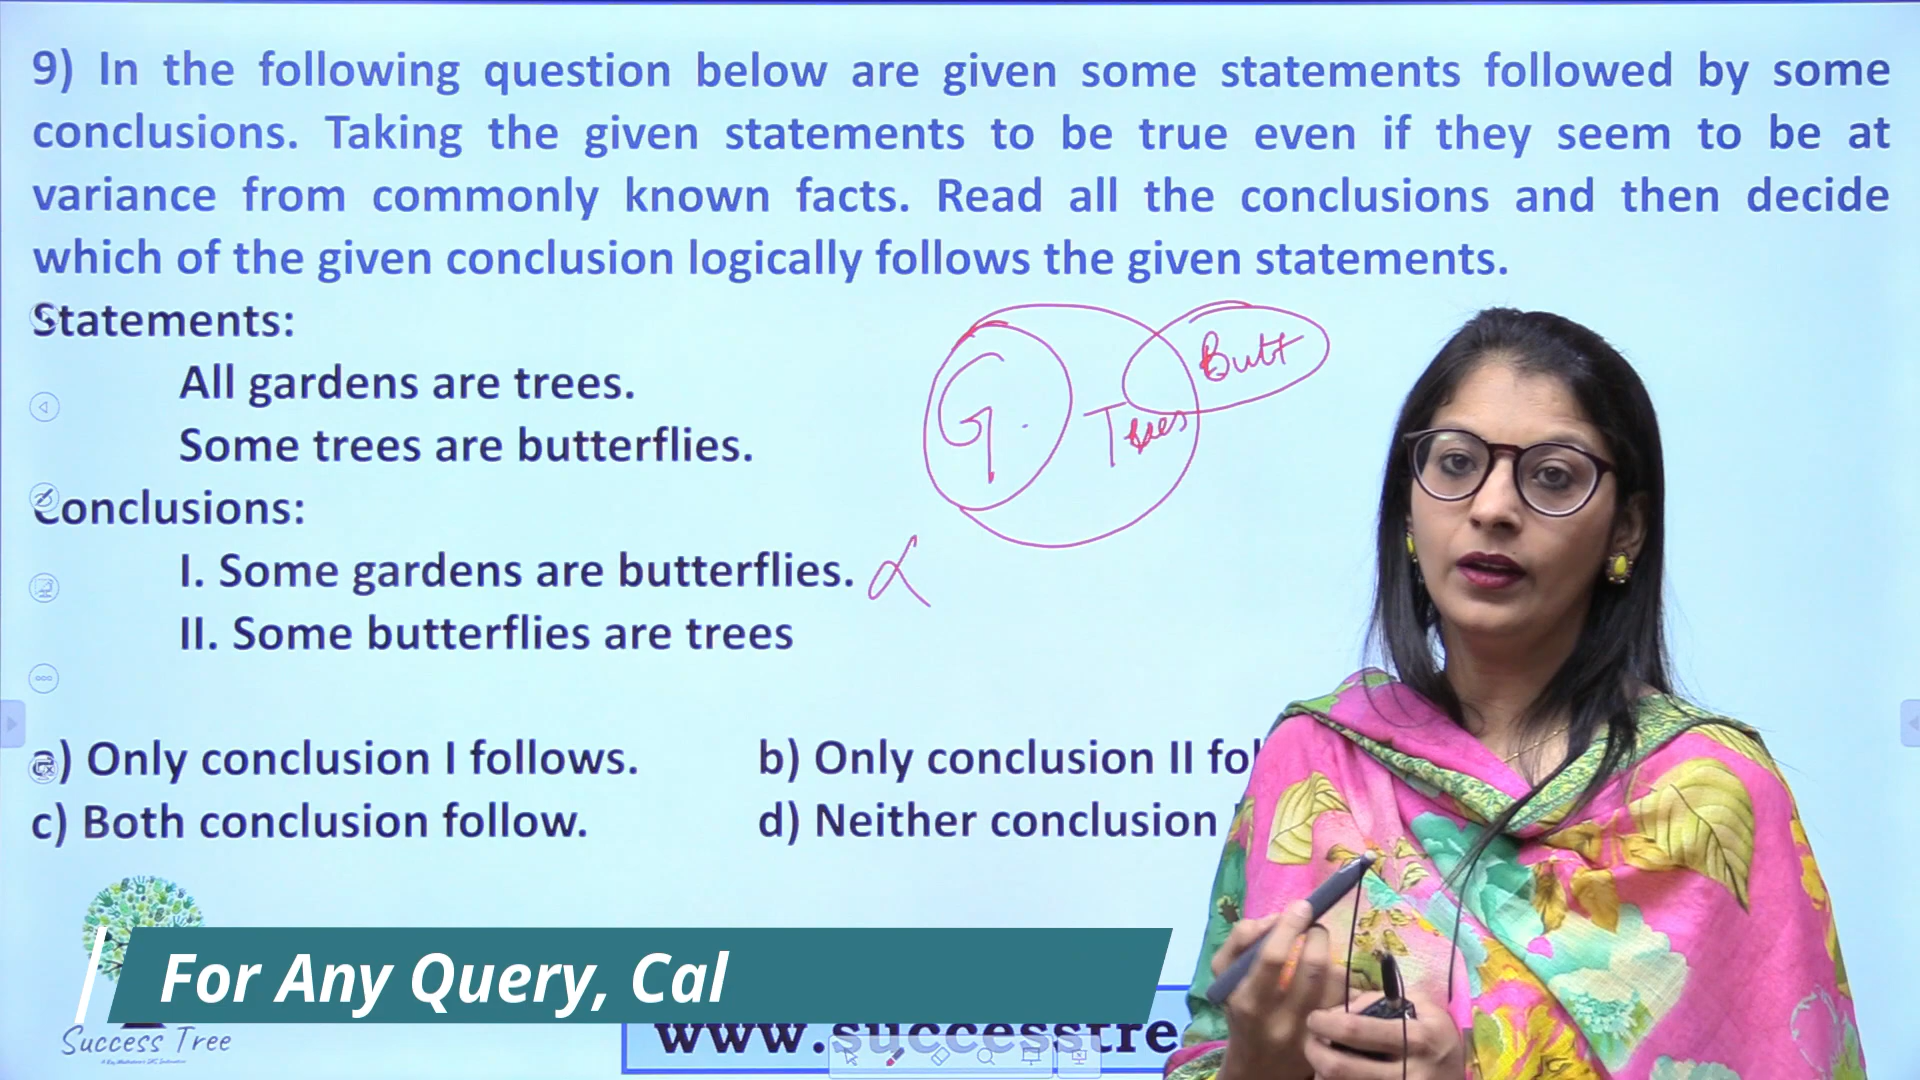 9) In the following question below are given some statements followed by some
conclusions. Taking the given statements to be true even if they seem to be at
variance from commonly known facts. Read all the conclusions and then decide
which of the given conclusion logically follows the given statements.
Statements:
All gardens are trees.
Some trees are butterflies.
Conclusions:
I. Some gardens are butterflies.
II. Some butterflies are trees
a) Only conclusion I follows.
b) Only conclusion II fol
c) Both conclusion follow.
d) Neither conclusion
G
Trees
Butt
For Any Query, Cal
Success Tree
www.successtre